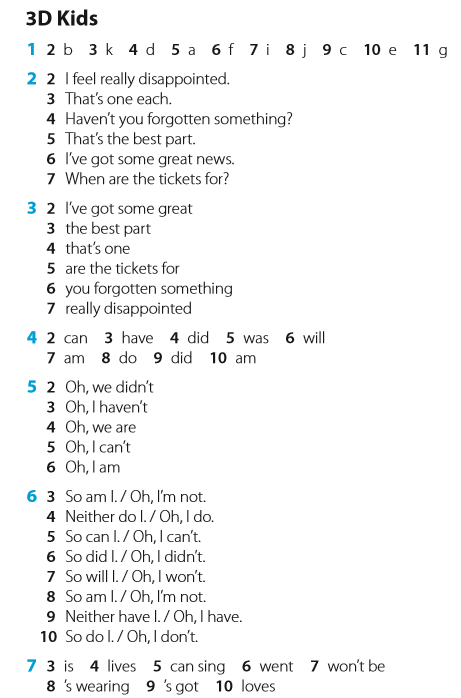 3D Kids
1 2 b 3 k 4 d 5 a 6 f 7 i 8 j 9 c 10 e 11 g
2 2 I feel really disappointed.
3 That's one each.
4 Haven't you forgotten something?
5 That's the best part.
6 I've got some great news.
7 When are the tickets for?
3 2 I've got some great
3 the best part
4 that's one
5 are the tickets for
6 you forgotten something
7 really disappointed
4 2 can 3 have 4 did 5 was 6 will
7 am 8 do 9 did 10 am
5 2 Oh, we didn't
3 Oh, I haven't
4 Oh, we are
5 Oh, I can't
6 Oh, I am
6 3 So am I. / Oh, I'm not.
4 Neither do I. / Oh, I do.
5 So can I. / Oh, I can't.
6 So did I. / Oh, I didn't.
7 So will I. / Oh, I won't.
8 So am I. / Oh, I'm not.
9 Neither have I. / Oh, I have.
10 So do I. / Oh, I don't.
7 3 is 4 lives 5 can sing 6 went 7 won't be
8 's wearing 9 's got 10 loves